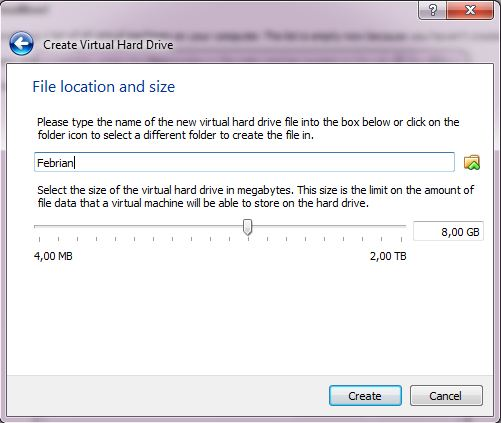 Create Virtual Hard Drive
File location and size
Please type the name of the new virtual hard drive file into the box below or click on the
folder icon to select a different folder to create the file in.
Febrian
Select the size of the virtual hard drive in megabytes. This size is the limit on the amount of
file data that a virtual machine will be able to store on the hard drive.
8,00 GB
4,00 MB 2,00 TB
Create Cancel